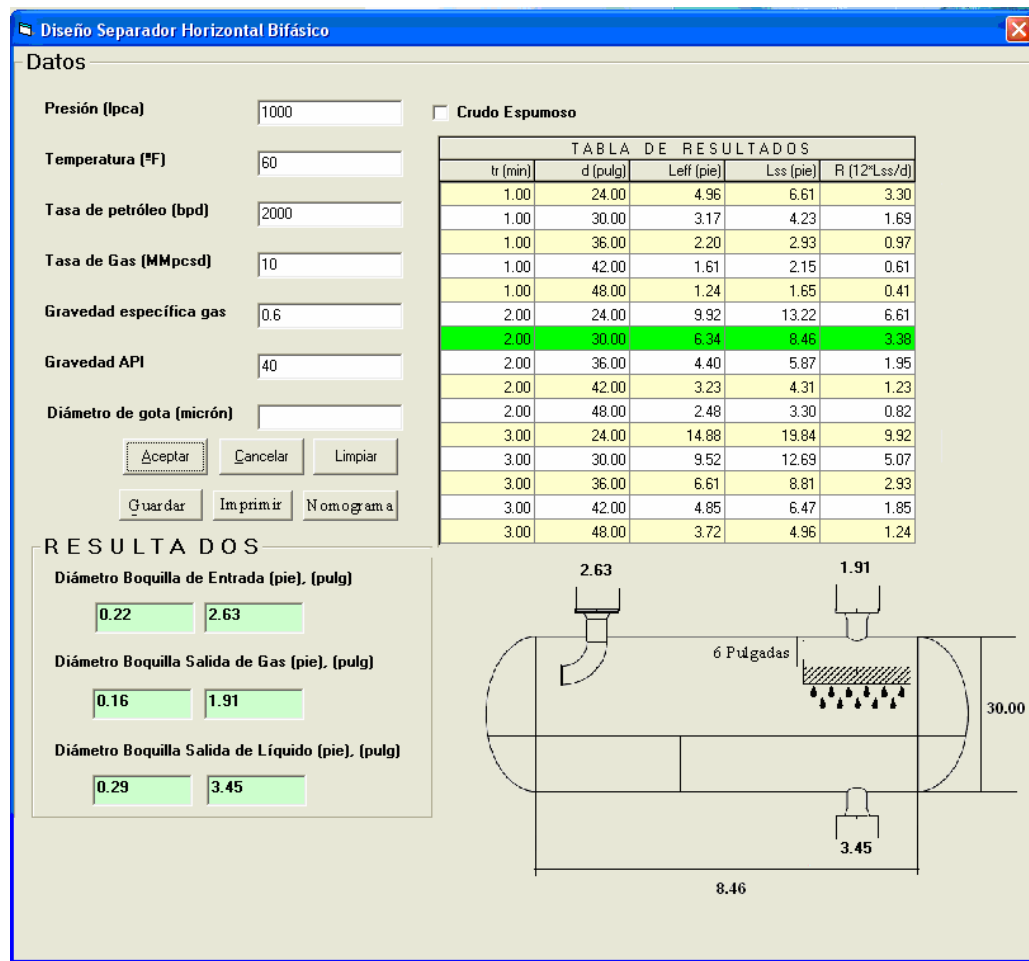 Diseño Separador Horizontal Bifásico
Datos
Presión (lpca) 1000
Temperatura (ºF) 60
Tasa de petróleo (bpd) 2000
Tasa de Gas (MMpcsd) 10
Gravedad específica gas 0.6
Gravedad API 40
Diámetro de gota (micrón)
Aceptar Cancelar Limpiar
Guardar Imprimir Nomograma
Crudo Espumoso
TABLA DE RESULTADOS
tr (min) d (pulg) Leff (pie) Lss (pie) R (12*Lss/d)
1.00 24.00 4.96 6.61 3.30
1.00 30.00 3.17 4.23 1.69
1.00 36.00 2.20 2.93 0.97
1.00 42.00 1.61 2.15 0.61
1.00 48.00 1.24 1.65 0.41
2.00 24.00 9.92 13.22 6.61
2.00 30.00 6.34 8.46 3.38
2.00 36.00 4.40 5.87 1.95
2.00 42.00 3.23 4.31 1.23
2.00 48.00 2.48 3.30 0.82
3.00 24.00 14.88 19.84 9.92
3.00 30.00 9.52 12.69 5.07
3.00 36.00 6.61 8.81 2.93
3.00 42.00 4.85 6.47 1.85
3.00 48.00 3.72 4.96 1.24
RESULTADOS
Diámetro Boquilla de Entrada (pie), (pulg)
0.22 2.63
Diámetro Boquilla Salida de Gas (pie), (pulg)
0.16 1.91
Diámetro Boquilla Salida de Líquido (pie), (pulg)
0.29 3.45
2.63 1.91
6 Pulgadas
30.00
3.45
8.46